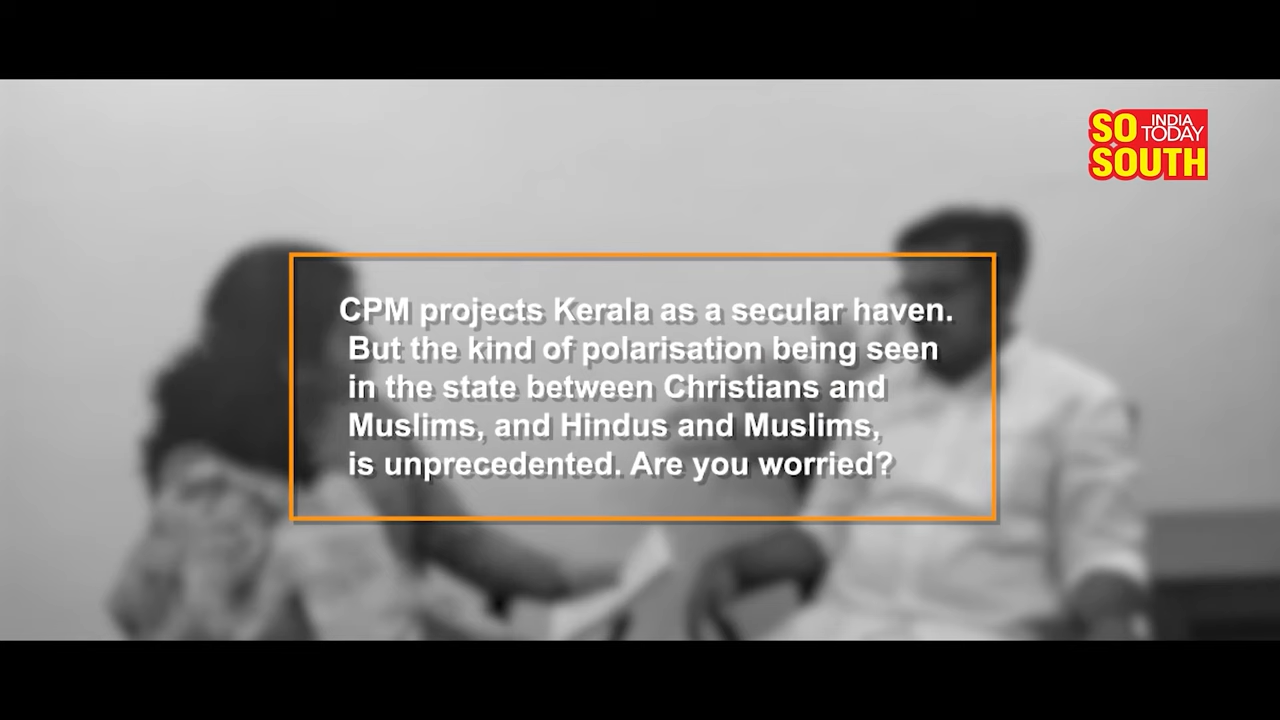 SO INDIA TODAY
SOUTH
CPM projects Kerala as a secular haven.
But the kind of polarisation being seen
in the state between Christians and
Muslims, and Hindus and Muslims,
is unprecedented. Are you worried?